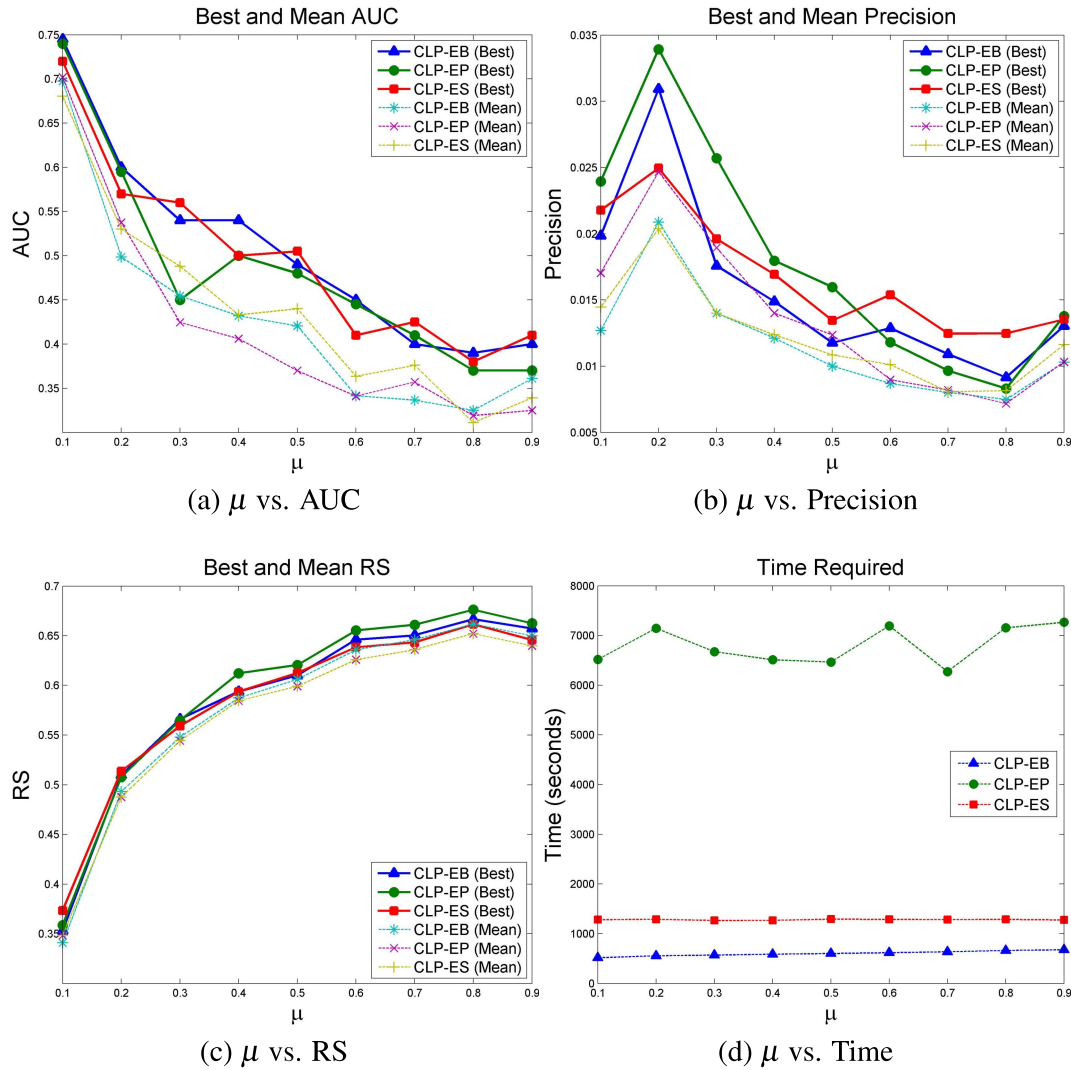 Best and Mean AUC
0.75
0.7
0.65
0.6
0.55
0.5
0.45
0.4
0.35
AUC
CLP-EB (Best)
CLP-EP (Best)
CLP-ES (Best)
CLP-EB (Mean)
CLP-EP (Mean)
CLP-ES (Mean)
0.1 0.2 0.3 0.4 0.5 0.6 0.7 0.8 0.9
μ
(a) μ vs. AUC
Best and Mean Precision
0.035
0.03
0.025
0.02
0.015
0.01
0.005
Precision
CLP-EB (Best)
CLP-EP (Best)
CLP-ES (Best)
CLP-EB (Mean)
CLP-EP (Mean)
CLP-ES (Mean)
0.1 0.2 0.3 0.4 0.5 0.6 0.7 0.8 0.9
μ
(b) μ vs. Precision
Best and Mean RS
0.7
0.65
0.6
0.55
0.5
0.45
0.4
0.35
RS
CLP-EB (Best)
CLP-EP (Best)
CLP-ES (Best)
CLP-EB (Mean)
CLP-EP (Mean)
CLP-ES (Mean)
0.1 0.2 0.3 0.4 0.5 0.6 0.7 0.8 0.9
μ
(c) μ vs. RS
Time Required
8000
7000
6000
5000
4000
3000
2000
1000
0
Time (seconds)
CLP-EB
CLP-EP
CLP-ES
0.1 0.2 0.3 0.4 0.5 0.6 0.7 0.8 0.9
μ
(d) μ vs. Time